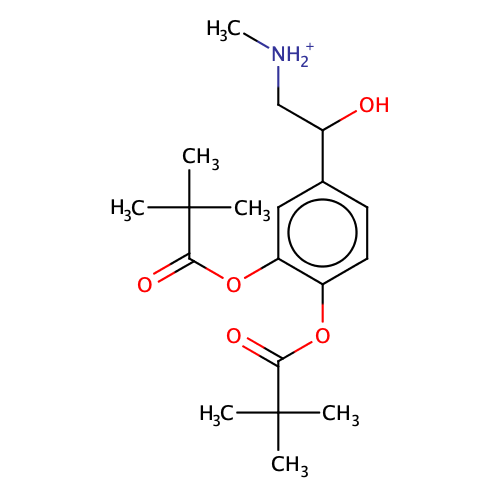 H₃C
NH₂⁺
OH
CH₃
H₃C CH₃
O O
O O
H₃C CH₃
CH₃